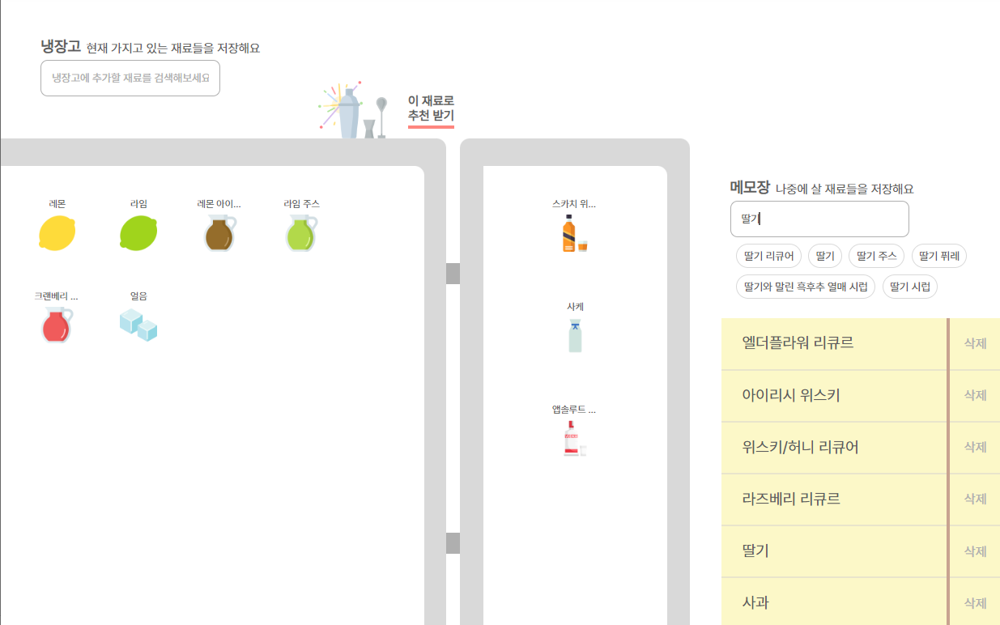 냉장고 현재 가지고 있는 재료들을 저장해요
냉장고에 추가할 재료를 검색해보세요
이 재료로
추천 받기
레몬
라임
레몬 아이...
라임 주스
크랜베리 ...
얼음
스카치 위...
사케
앱솔루트 ...
메모장 나중에 살 재료들을 저장해요
딸기
딸기 리큐어
딸기
딸기 주스
딸기 퓌레
딸기와 말린 흑후추 열매 시럽
딸기 시럽
엘더플라워 리큐르 삭제
아이리시 위스키 삭제
위스키/허니 리큐어 삭제
라즈베리 리큐르 삭제
딸기 삭제
사과 삭제